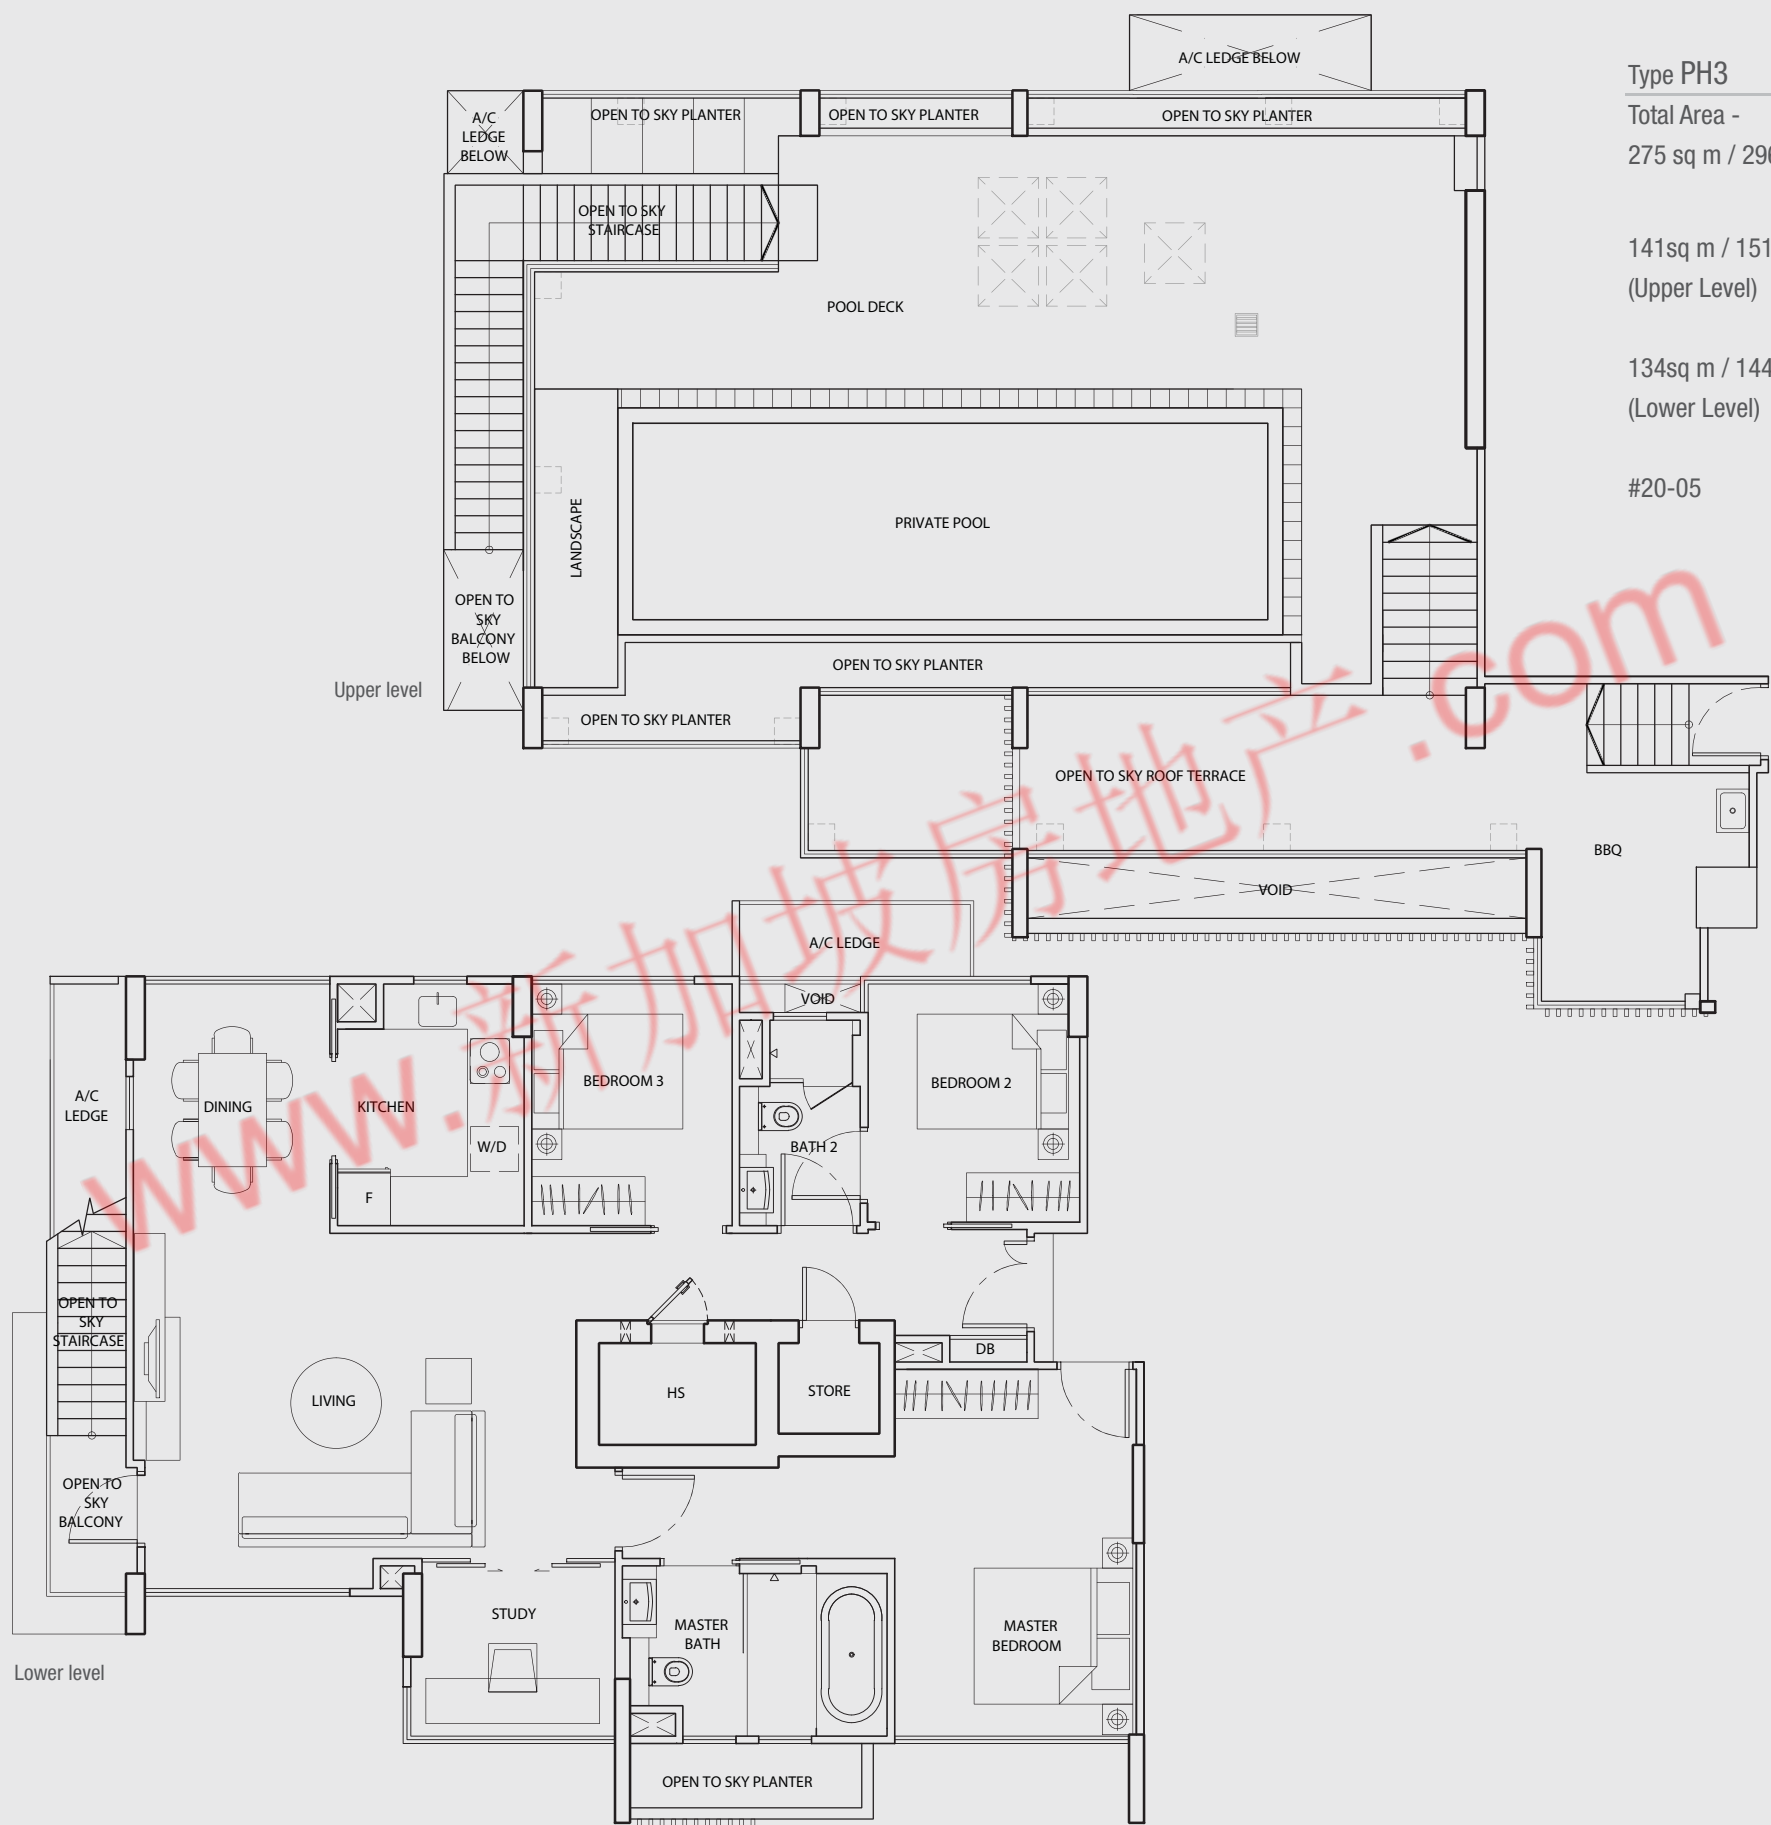 A/C LEDGE BELOW
Type PH3
Total Area -
275 sq m / 296
141sq m / 151
(Upper Level)
134sq m / 144
(Lower Level)
#20-05
A/C
LEDGE
BELOW
OPEN TO SKY PLANTER
OPEN TO SKY PLANTER
OPEN TO SKY PLANTER
OPEN TO SKY
STAIRCASE
POOL DECK
LANDSCAPE
PRIVATE POOL
OPEN TO
SKY
BALCONY
BELOW
OPEN TO SKY PLANTER
Upper level
OPEN TO SKY PLANTER
OPEN TO SKY ROOF TERRACE
BBQ
VOID
www.新加坡房地产.com
A/C LEDGE
VOID
A/C
LEDGE
DINING
KITCHEN
W/D
F
BEDROOM 3
BATH 2
BEDROOM 2
OPEN TO
SKY
STAIRCASE
LIVING
HS
STORE
DB
OPEN TO
SKY
BALCONY
STUDY
MASTER
BATH
MASTER
BEDROOM
Lower level
OPEN TO SKY PLANTER